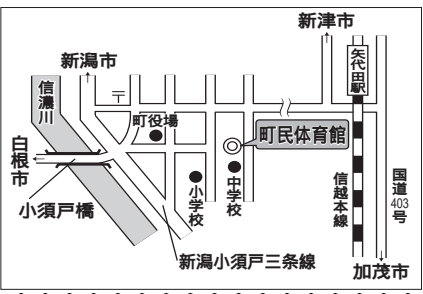 新津市
新潟市
矢代田駅
信濃川
〒
町役場
町民体育館
白根市
小須戸橋
小学校
中学校
信越本線
国道403号
新潟小須戸三条線
加茂市